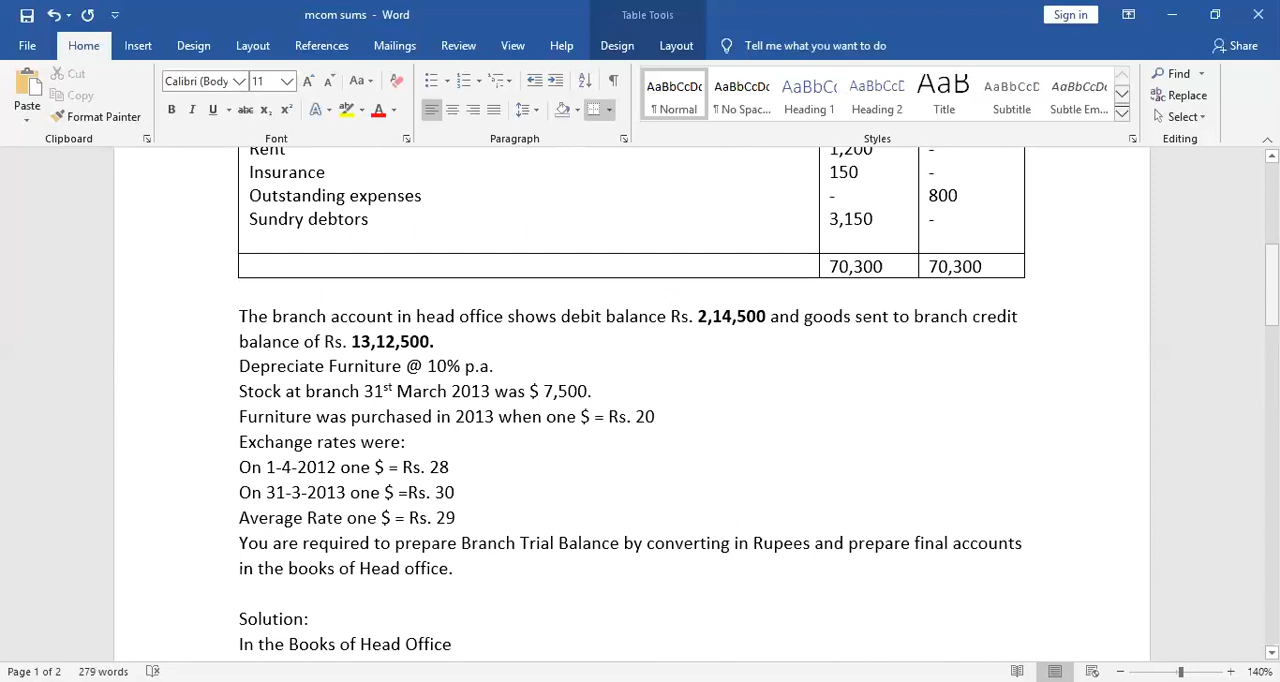 mcom sums - Word
Table Tools
Sign in
File Home Insert Design Layout References Mailings Review View Help Design Layout Tell me what you want to do Share
Paste
Cut
Copy
Format Painter
Clipboard
Calibri (Body 11
Font
Paragraph
AaBbCcDc AaBbCcDc AaBbCc AaBbCcD AaB AaBbCcD AaBbCcD
¶ Normal ¶ No Spac... Heading 1 Heading 2 Title Subtitle Subtle Em...
Styles
Find
Replace
Select
Editing
Rent 1,200 -
Insurance 150 -
Outstanding expenses - 800
Sundry debtors 3,150 -
70,300 70,300
The branch account in head office shows debit balance Rs. 2,14,500 and goods sent to branch credit
balance of Rs. 13,12,500.
Depreciate Furniture @ 10% p.a.
Stock at branch 31st March 2013 was $ 7,500.
Furniture was purchased in 2013 when one $ = Rs. 20
Exchange rates were:
On 1-4-2012 one $ = Rs. 28
On 31-3-2013 one $ =Rs. 30
Average Rate one $ = Rs. 29
You are required to prepare Branch Trial Balance by converting in Rupees and prepare final accounts
in the books of Head office.
Solution:
In the Books of Head Office
Page 1 of 2 279 words 140%